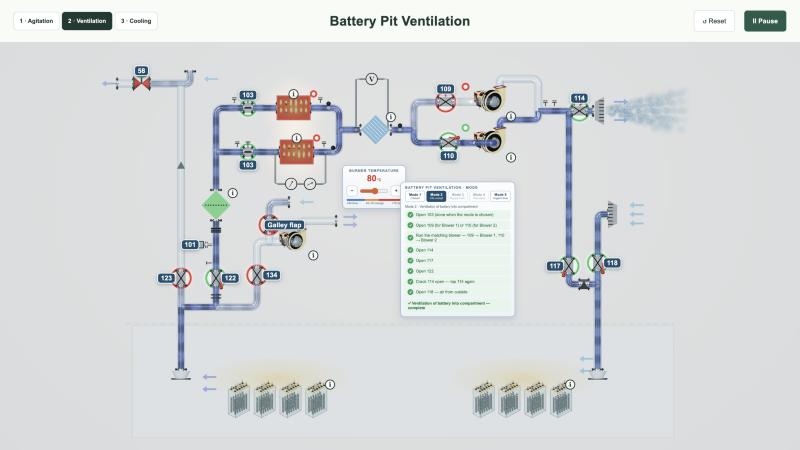 1 · Agitation
2 · Ventilation
3 · Cooling
Battery Pit Ventilation
↺ Reset
II Pause
58
103
103
V
109
110
114
BURNER TEMPERATURE
80°C
−
+
BATTERY PIT VENTILATION · MODE
Mode 1
Mode 2
Mode 3
Mode 4
Mode 5
Mode 2 · Ventilation of battery into compartment
Open 103 (done when the mode is chosen)
Open 109 (for Blower 1) or 110 (for Blower 2)
Run the matching blower — 109 → Blower 1, 110
→ Blower 2
Open 114
Open 117
Open 122
Crack 114 open — tap 114 again
Open 118 — air from outside
✓ Ventilation of battery into compartment —
complete
Galley flap
101
123
122
134
117
118